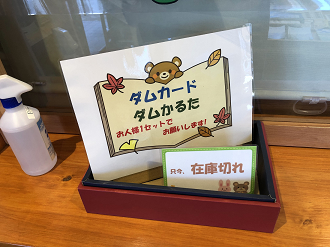 ダムカード
ダムかるた
お人様1セットで
お願いします!
只今、在庫切れ